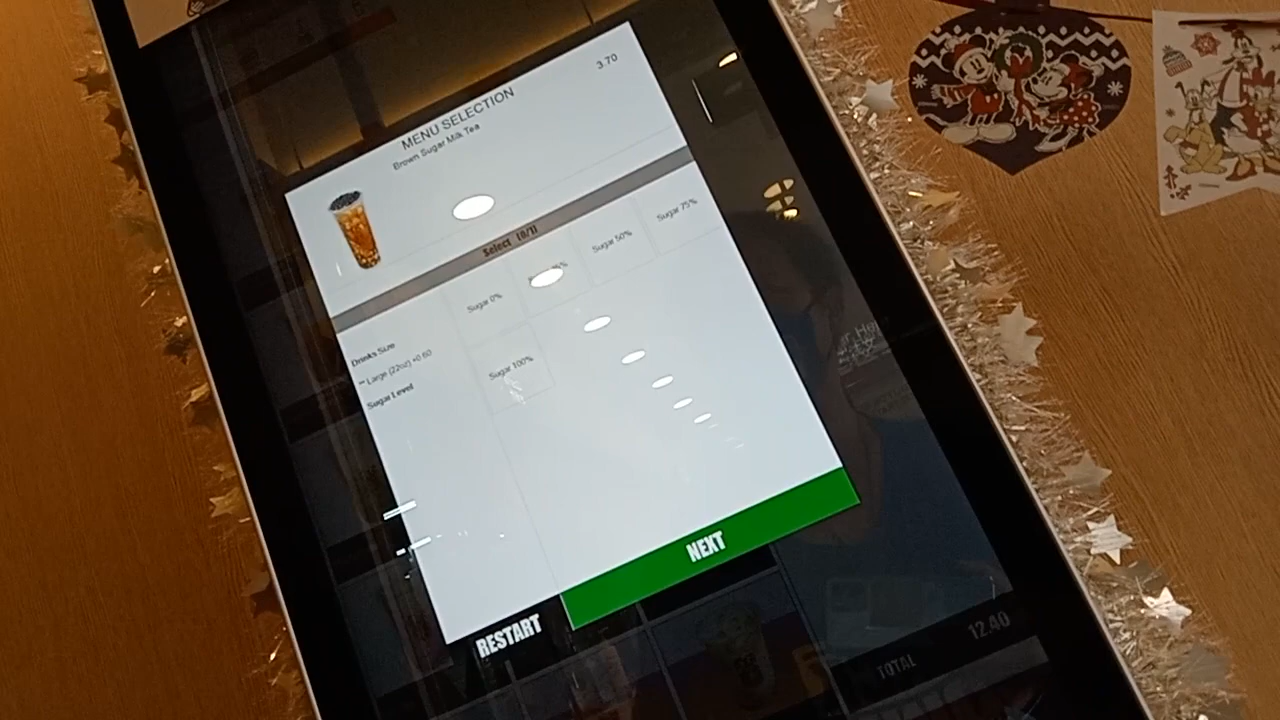 3.70
MENU SELECTION
Brown Sugar Milk Tea
Select (0/1)
Drinks Size
Large (22oz) +0.60
Sugar Level
Sugar 0%
Sugar 50%
Sugar 75%
Sugar 100%
NEXT
RESTART
TOTAL
12.40